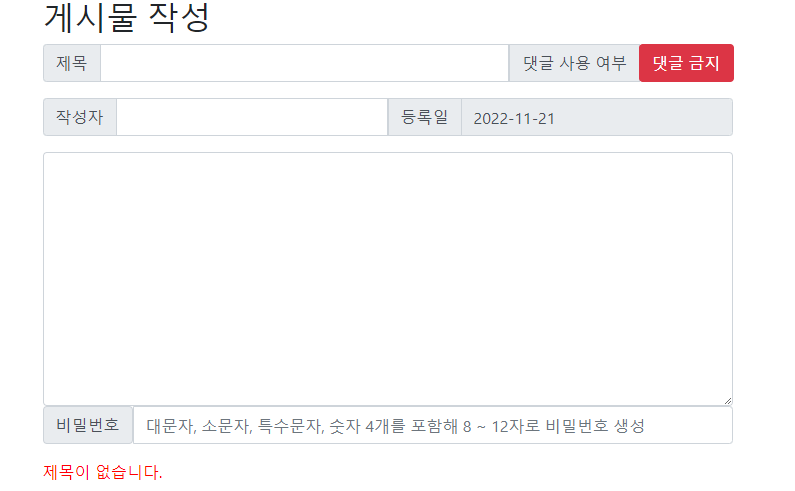 게시물 작성
제목 댓글 사용 여부 댓글 금지
작성자 등록일 2022-11-21
비밀번호 대문자, 소문자, 특수문자, 숫자 4개를 포함해 8 ~ 12자로 비밀번호 생성
제목이 없습니다.